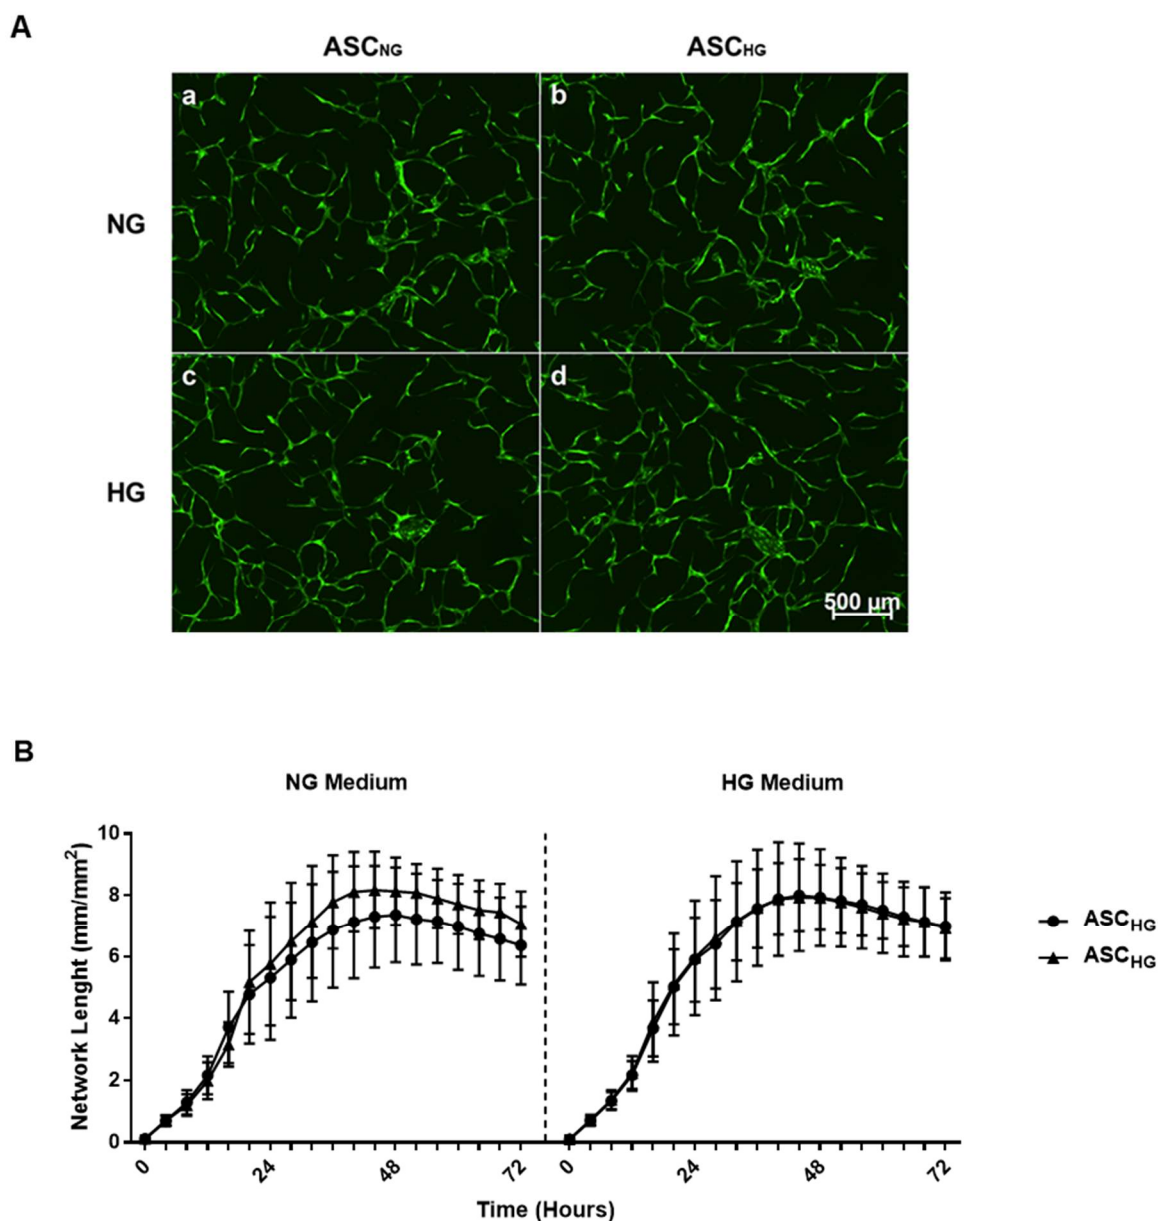 A
ASCNG ASCHG
a b
NG
c d
HG
500 µm
B
NG Medium HG Medium
Network Lenght (mm/mm²)
10
8
6
4
2
0
0 24 48 72 0 24 48 72
Time (Hours)
ASCHG
ASCHG